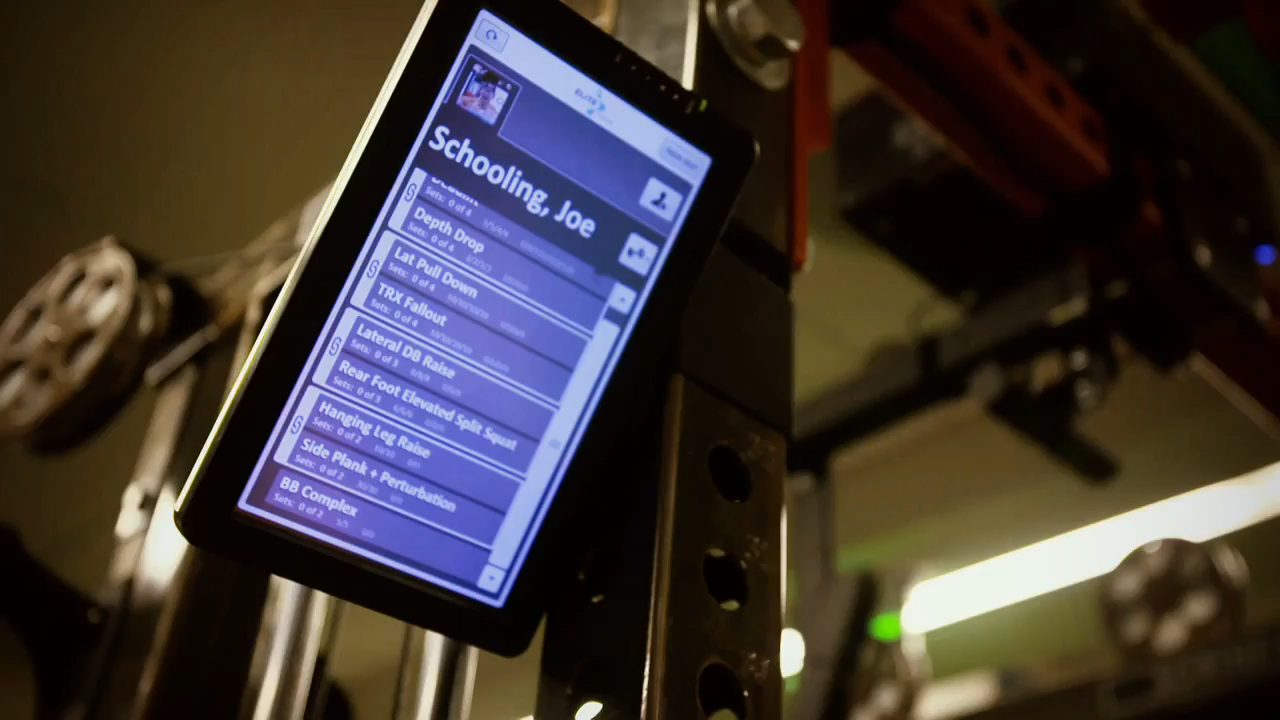 ELITE
Schooling, Joe
Sets: 0 of 4
Depth Drop
Sets: 0 of 4
Lat Pull Down
Sets: 0 of 4
TRX Fallout
Sets: 0 of 4
Lateral DB Raise
Sets: 0 of 3
Rear Foot Elevated Split Squat
Sets: 0 of 3
Hanging Leg Raise
Sets: 0 of 2
Side Plank + Perturbation
Sets: 0 of 2
BB Complex
Sets: 0 of 2